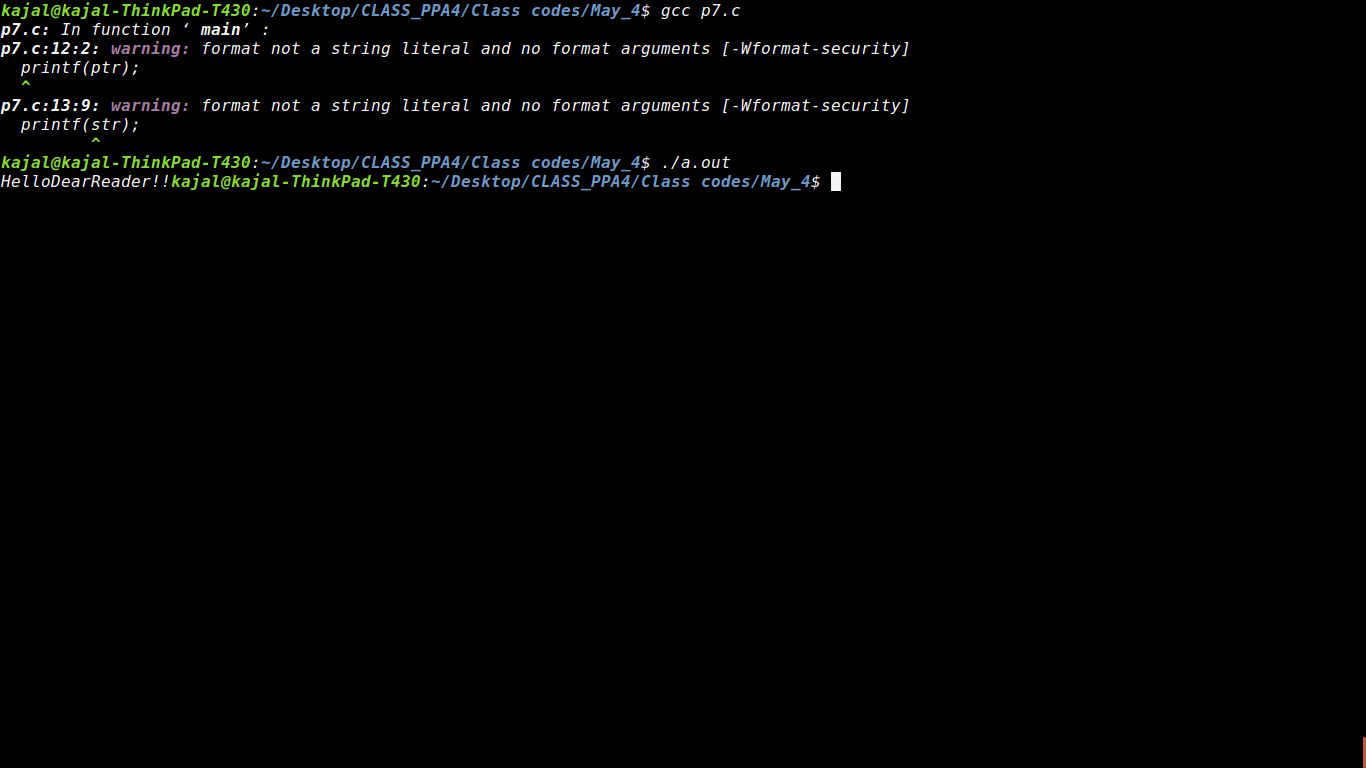 kajal@kajal-ThinkPad-T430:~/Desktop/CLASS_PPA4/Class codes/May_4$ gcc p7.c
p7.c: In function ‘ main’ :
p7.c:12:2: warning: format not a string literal and no format arguments [-Wformat-security]
  printf(ptr);
  ^
p7.c:13:9: warning: format not a string literal and no format arguments [-Wformat-security]
  printf(str);
         ^
kajal@kajal-ThinkPad-T430:~/Desktop/CLASS_PPA4/Class codes/May_4$ ./a.out
HelloDearReader!!kajal@kajal-ThinkPad-T430:~/Desktop/CLASS_PPA4/Class codes/May_4$